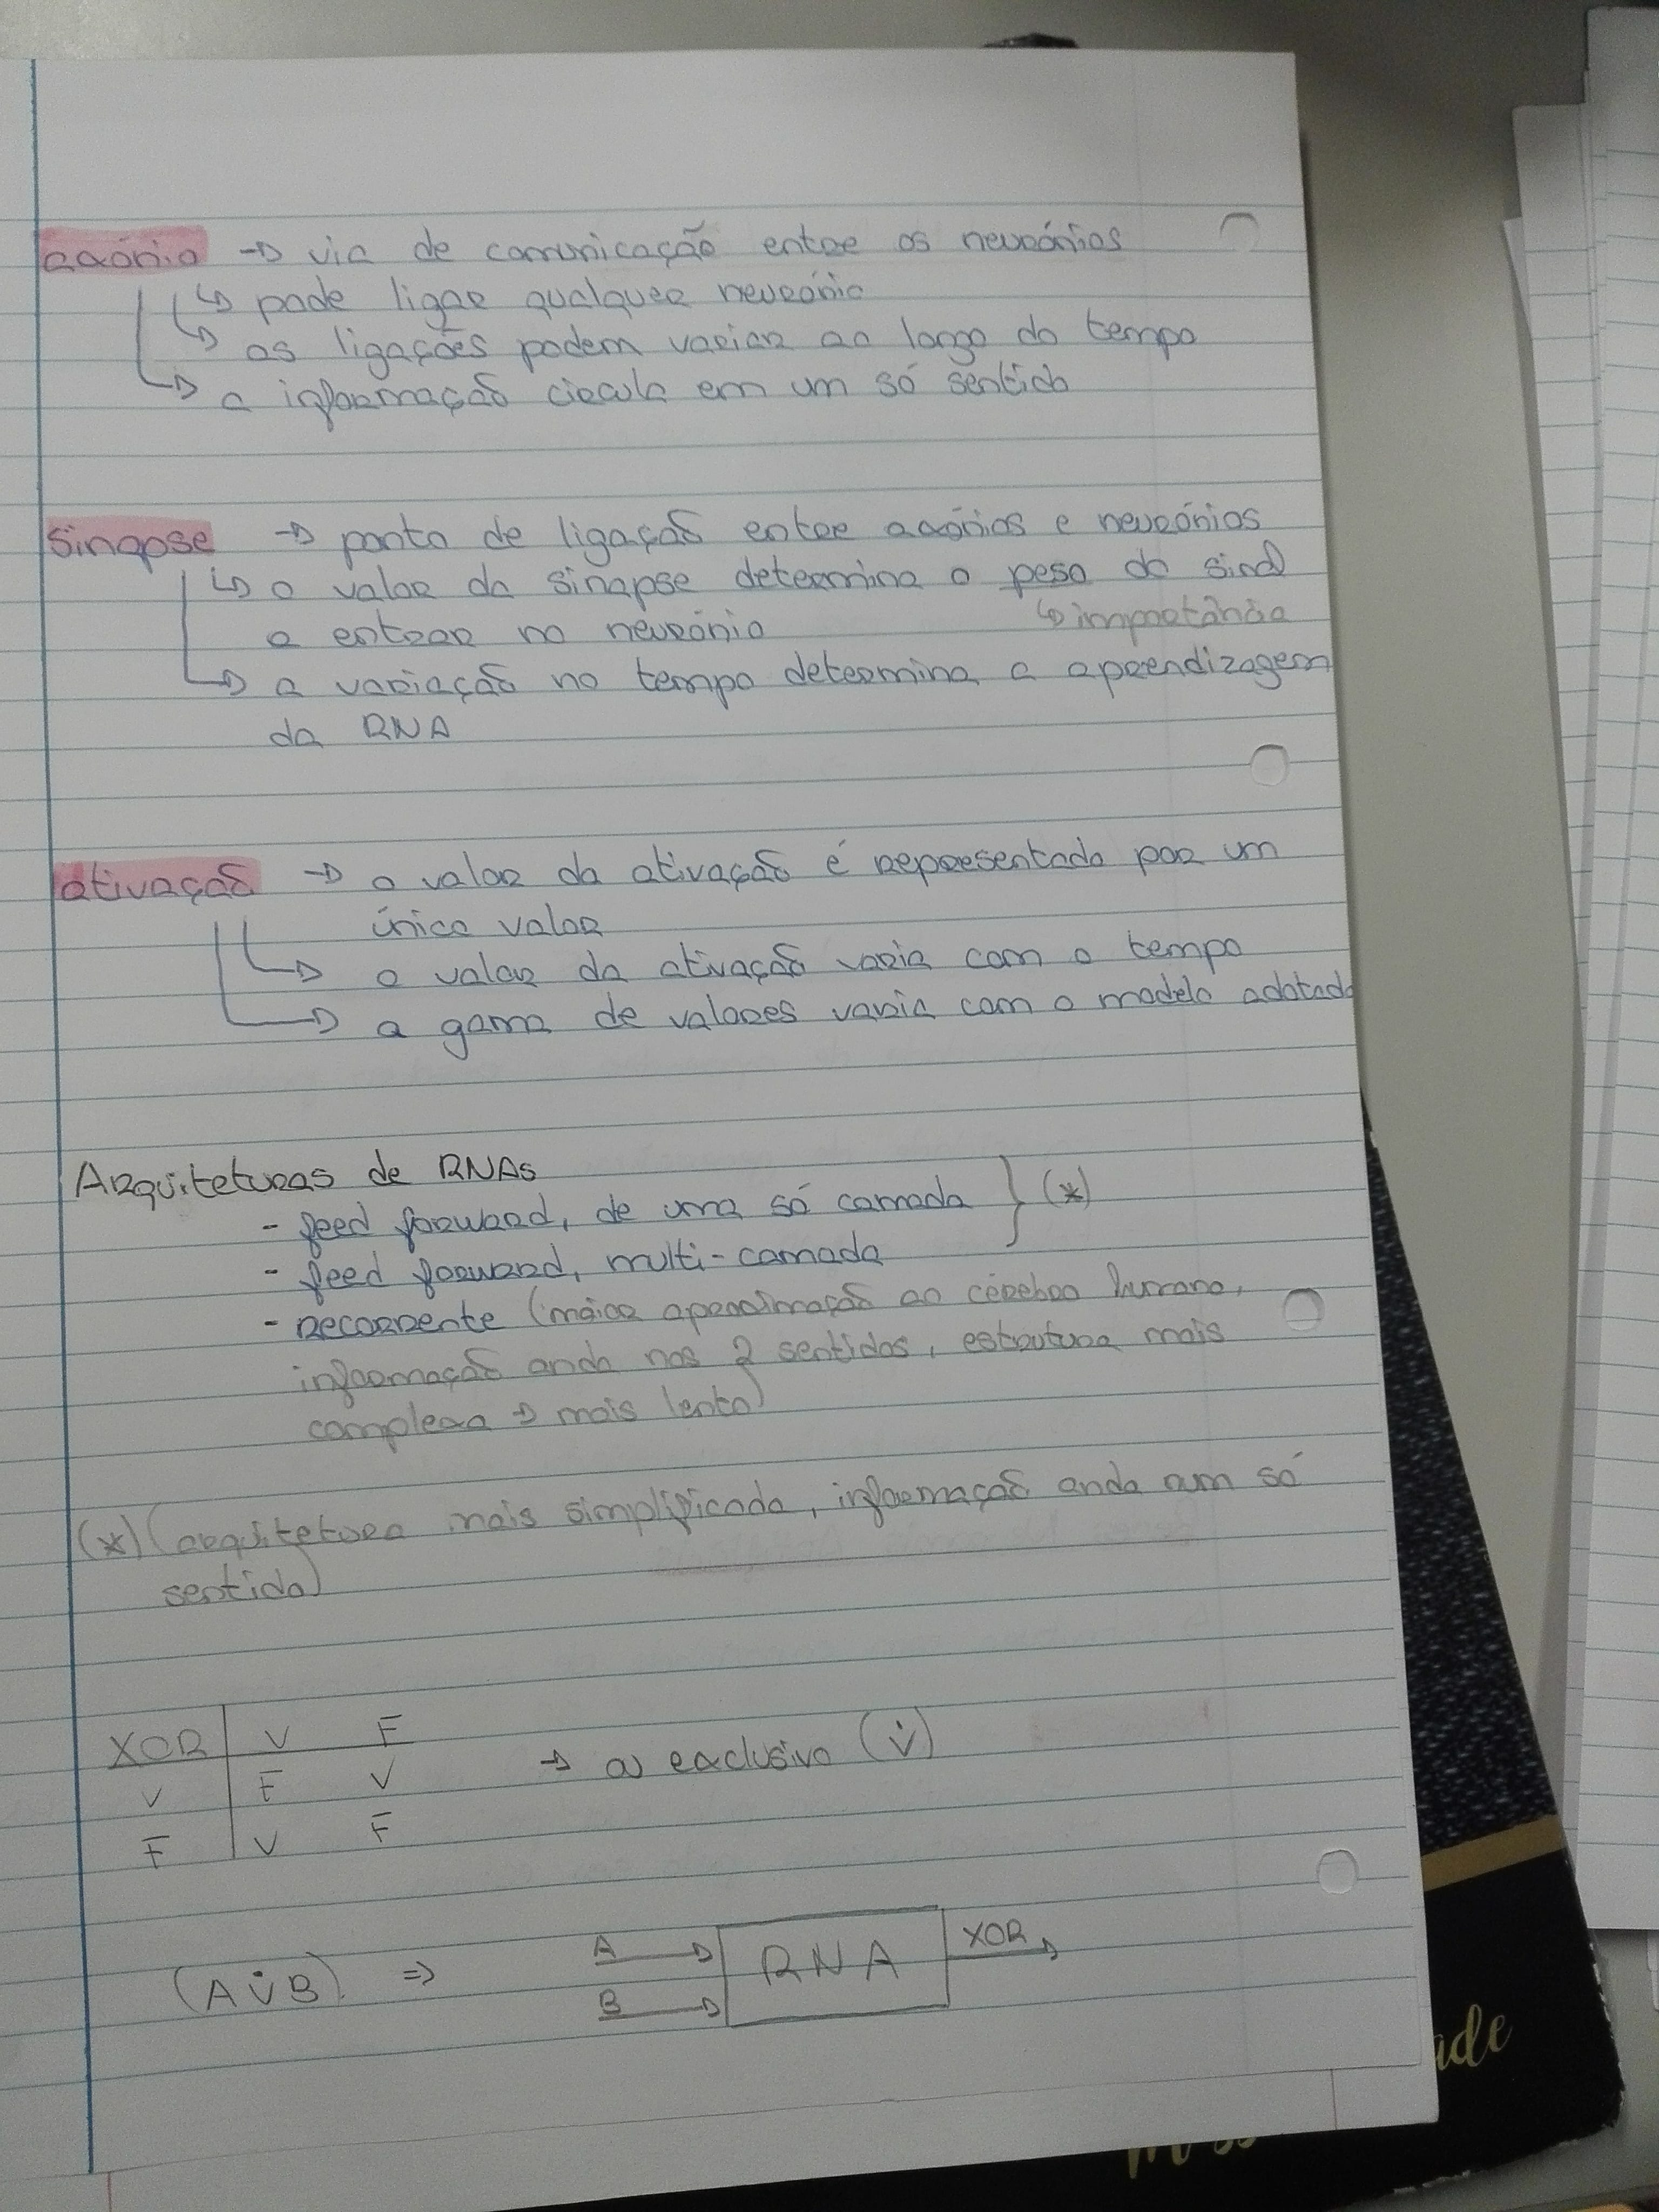 axónio → via de comunicação entre os neurónios
↳ pode ligar qualquer neurónio
↳ as ligações podem variar ao longo do tempo
↳ a informação circula em um só sentido
sinapse → ponto de ligação entre axónios e neurónios
↳ o valor da sinapse determina o peso do sinal
a entrar no neurónio ↳ importância
↳ a variação no tempo determina a aprendizagem
da RNA
ativação → o valor da ativação é representado por um
único valor
↳ o valor da ativação varia com o tempo
↳ a gama de valores varia com o modelo adotado
Arquiteturas de RNAs
- feed forward, de uma só camada } (*)
- feed forward, multi-camada
- recorrente (maior aproximação ao cérebro humano,
informação anda nos 2 sentidos, estrutura mais
complexa → mais lento)
(*) (arquitetura mais simplificada, informação anda num só
sentido)
XOR | V F
V | F V → ou exclusivo (v̇)
F | V F
(A v̇ B) ⇒ A → RNA XOR →
B →
ade